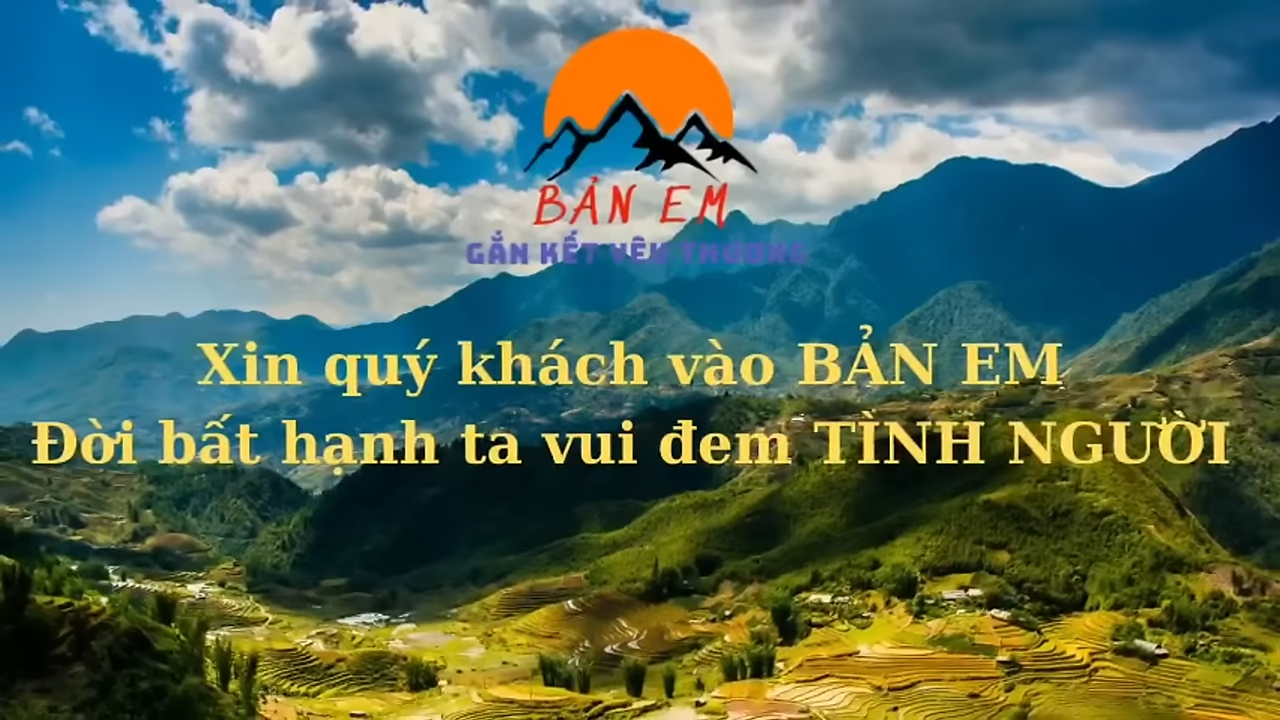 BẢN EM
GẮN KẾT YÊU THƯƠNG
Xin quý khách vào BẢN EM
Đời bất hạnh ta vui đem TÌNH NGƯỜI